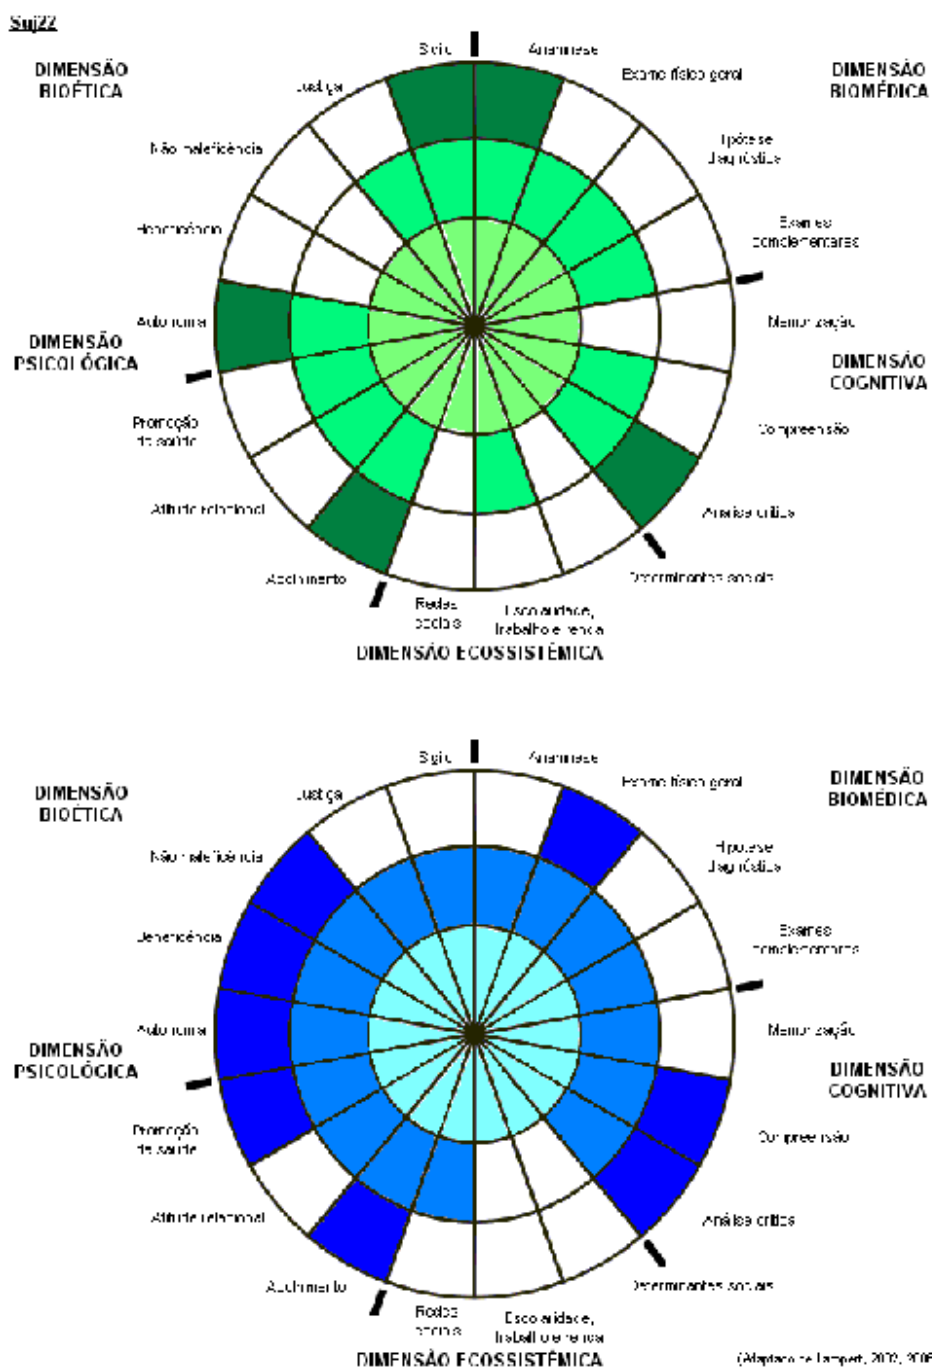 Suj22
Sigilo
Anamnese
DIMENSÃO
BIOÉTICA
Justiça
Exame físico geral
DIMENSÃO
BIOMÉDICA
Não maleficência
Hipótese
diagnóstica
Beneficência
Exames
complementares
Autonomia
Memorização
DIMENSÃO
PSICOLÓGICA
DIMENSÃO
COGNITIVA
Promoção
da saúde
Compreensão
Atitude relacional
Análise crítica
Acolhimento
Determinantes sociais
Redes
sociais
Escolaridade,
trabalho e renda
DIMENSÃO ECOSSISTÊMICA
Sigilo
Anamnese
DIMENSÃO
BIOÉTICA
Justiça
Exame físico geral
DIMENSÃO
BIOMÉDICA
Não maleficência
Hipótese
diagnóstica
Beneficência
Exames
complementares
Autonomia
Memorização
DIMENSÃO
PSICOLÓGICA
DIMENSÃO
COGNITIVA
Promoção
da saúde
Compreensão
Atitude relacional
Análise crítica
Acolhimento
Determinantes sociais
Redes
sociais
Escolaridade,
trabalho e renda
DIMENSÃO ECOSSISTÊMICA
(Adaptado de Lampert, 2002,